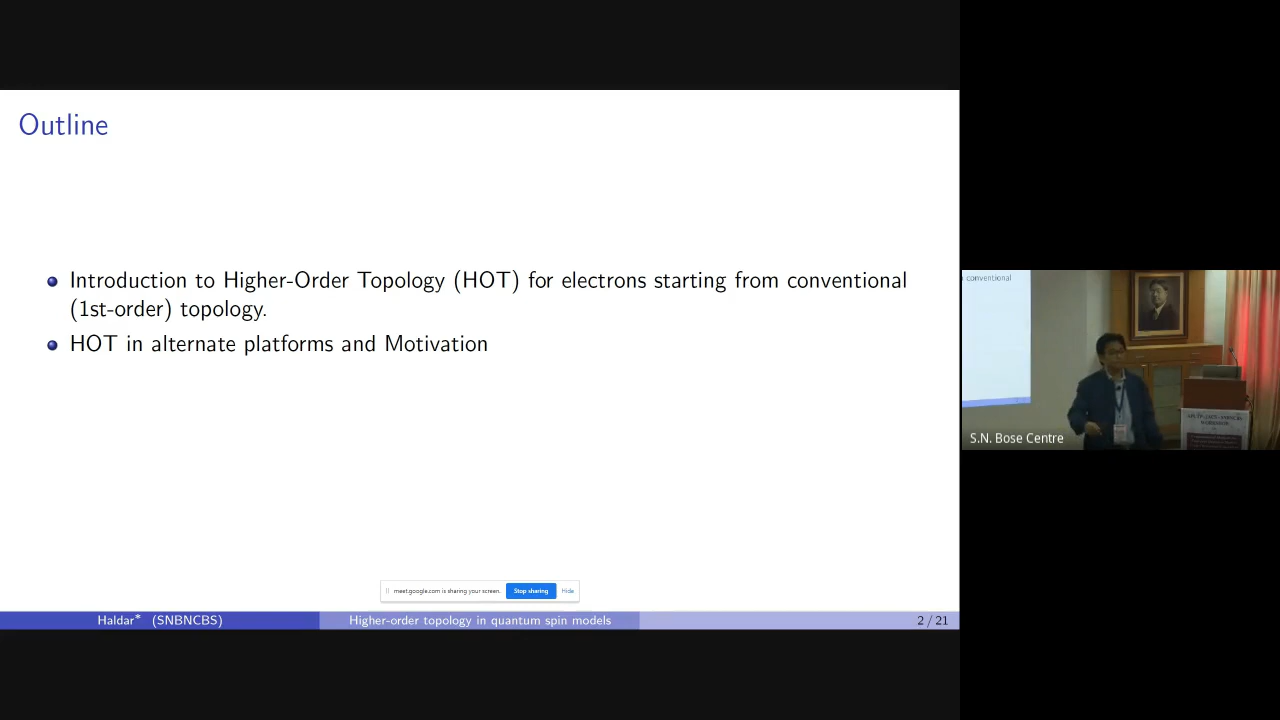 Outline
Introduction to Higher-Order Topology (HOT) for electrons starting from conventional
(1st-order) topology.
HOT in alternate platforms and Motivation
meet.google.com is sharing your screen.
Stop sharing
Hide
Haldar* (SNBNCBS)
Higher-order topology in quantum spin models
2 / 21
conventional
S.N. Bose Centre